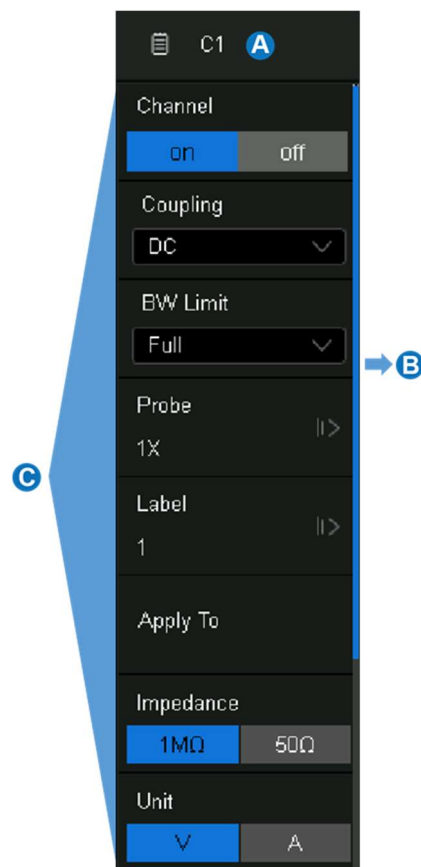 C1 A
Channel
on off
Coupling
DC
BW Limit
Full
B
Probe
1X
C
Label
1
Apply To
Impedance
1MΩ 50Ω
Unit
V A